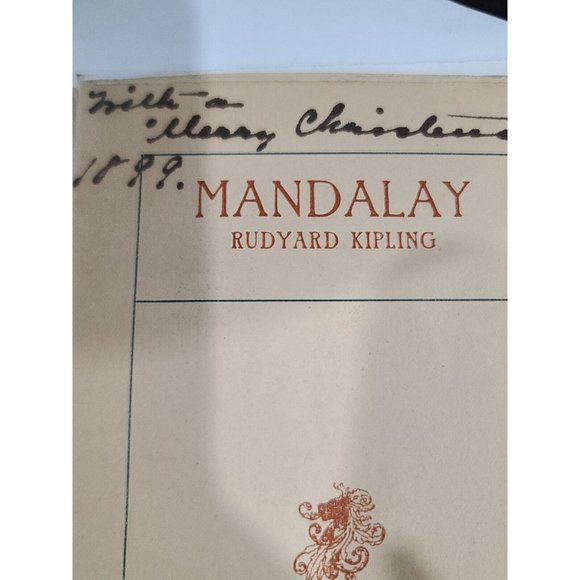 With a
Merry Christmas
1899.
MANDALAY
RUDYARD KIPLING